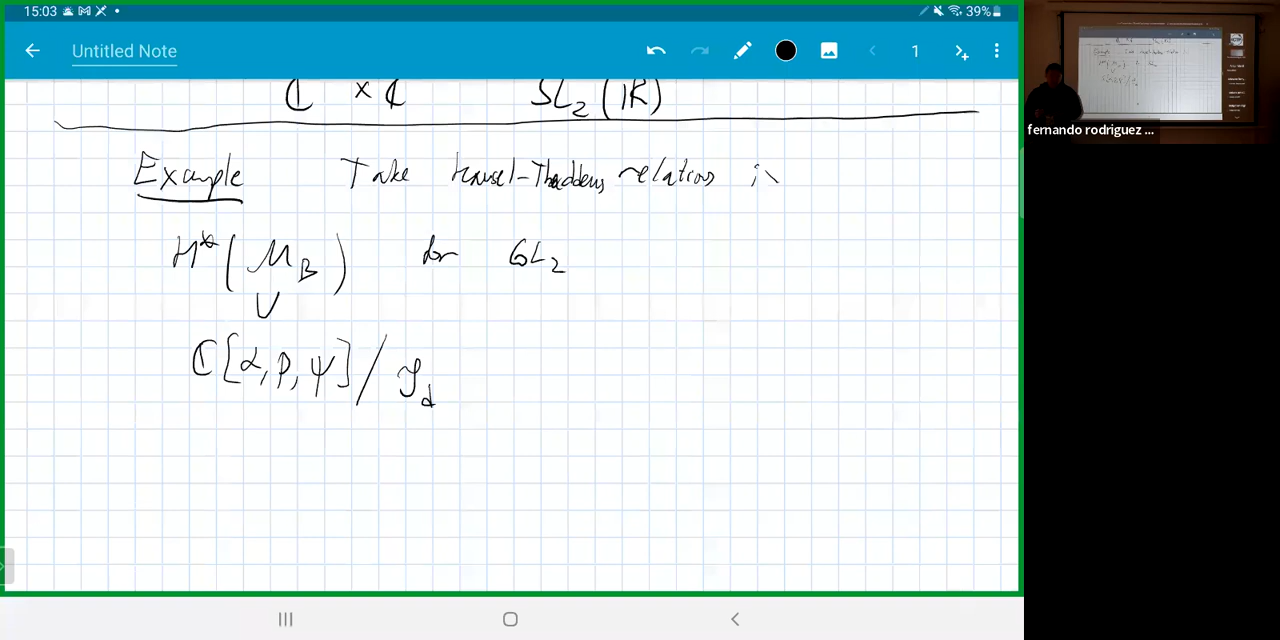 15:03
39%
Untitled Note
1
ℂ × ℂ SL₂(ℝ)
Example Take Hausel-Thaddeus relations in
H*(M_B) for GL₂
∪
ℂ[α, β, ψ] / I_d
fernando rodriguez ...